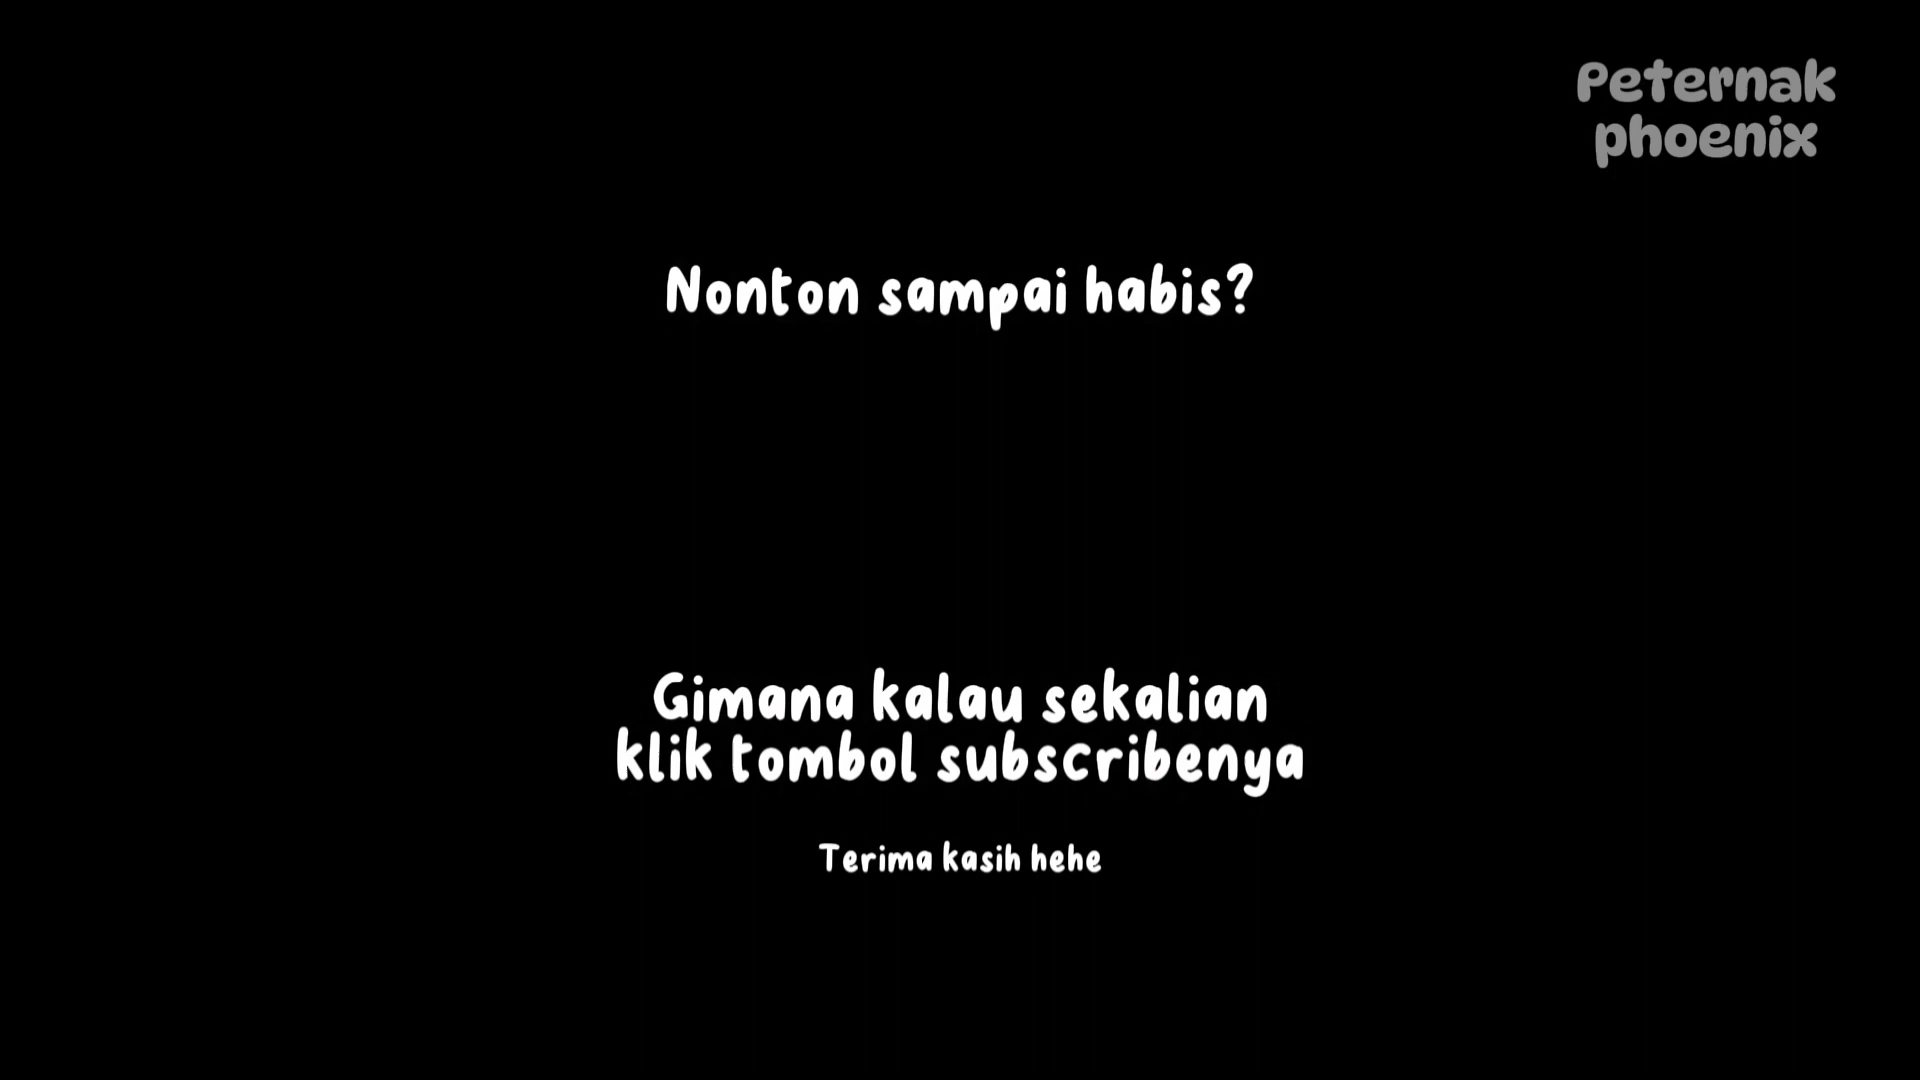 Peternak
phoenix
Nonton sampai habis?
Gimana kalau sekalian
klik tombol subscribenya
Terima kasih hehe